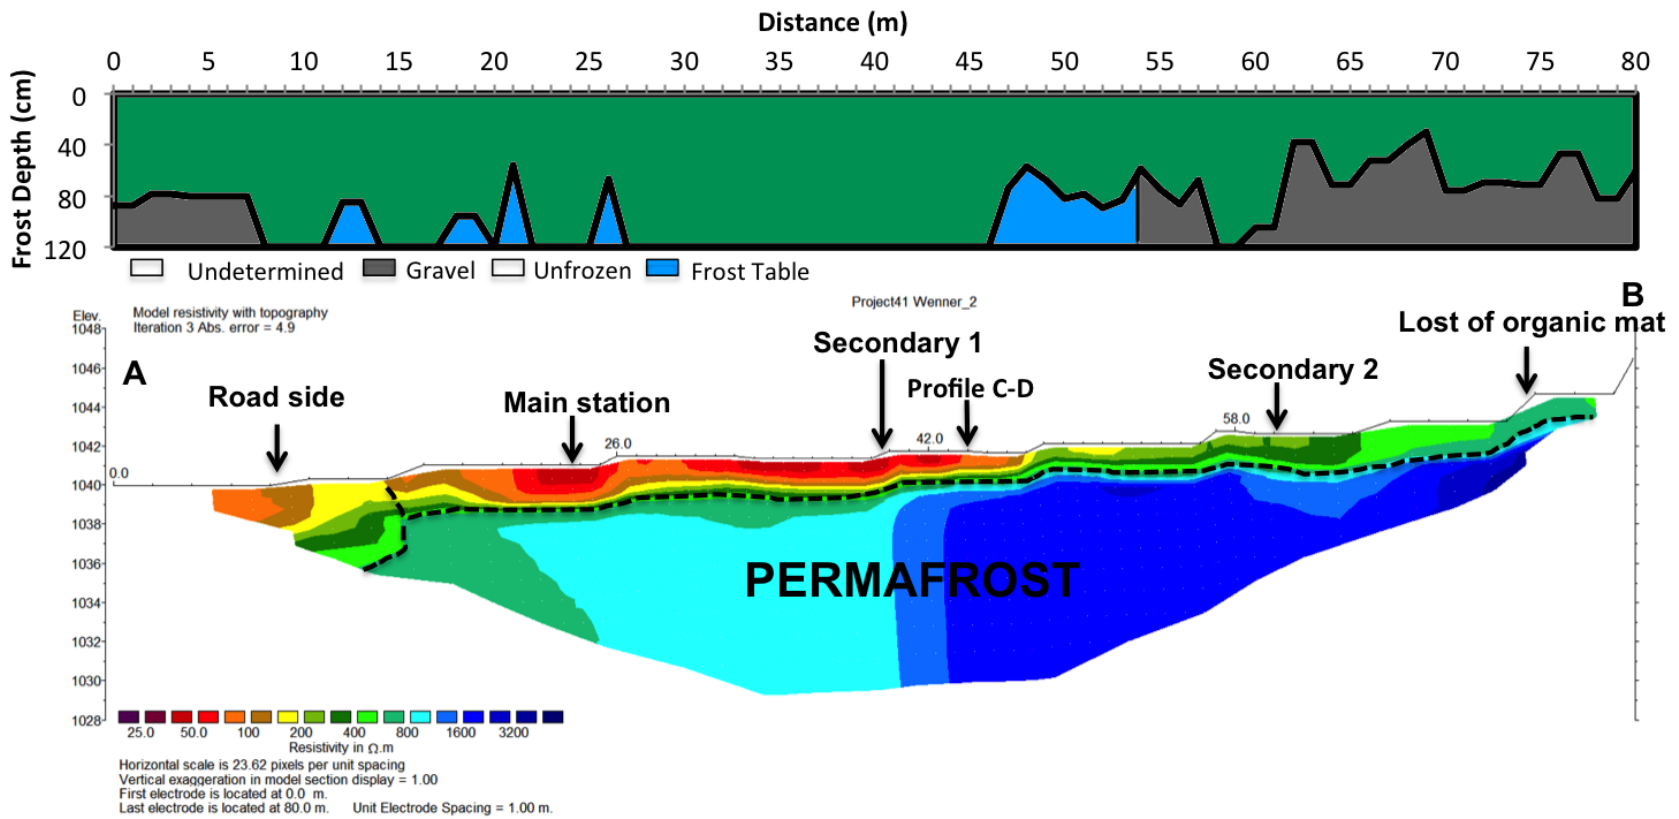 Distance (m)
0 5 10 15 20 25 30 35 40 45 50 55 60 65 70 75 80
Frost Depth (cm)
0
40
80
120
Undetermined Gravel Unfrozen Frost Table
Project41 Wenner_2
B
Elev.
Model resistivity with topography
Iteration 3 Abs. error = 4.9
1048
1046
1044
1042
1040
1038
1036
1034
1032
1030
1028
Lost of organic mat
Secondary 1
A
Secondary 2
Profile C-D
Road side
Main station
0.0
26.0
42.0
58.0
PERMAFROST
25.0 50.0 100 200 400 800 1600 3200
Resistivity in Ω.m
Horizontal scale is 23.62 pixels per unit spacing
Vertical exaggeration in model section display = 1.00
First electrode is located at 0.0 m.
Last electrode is located at 80.0 m. Unit Electrode Spacing = 1.00 m.